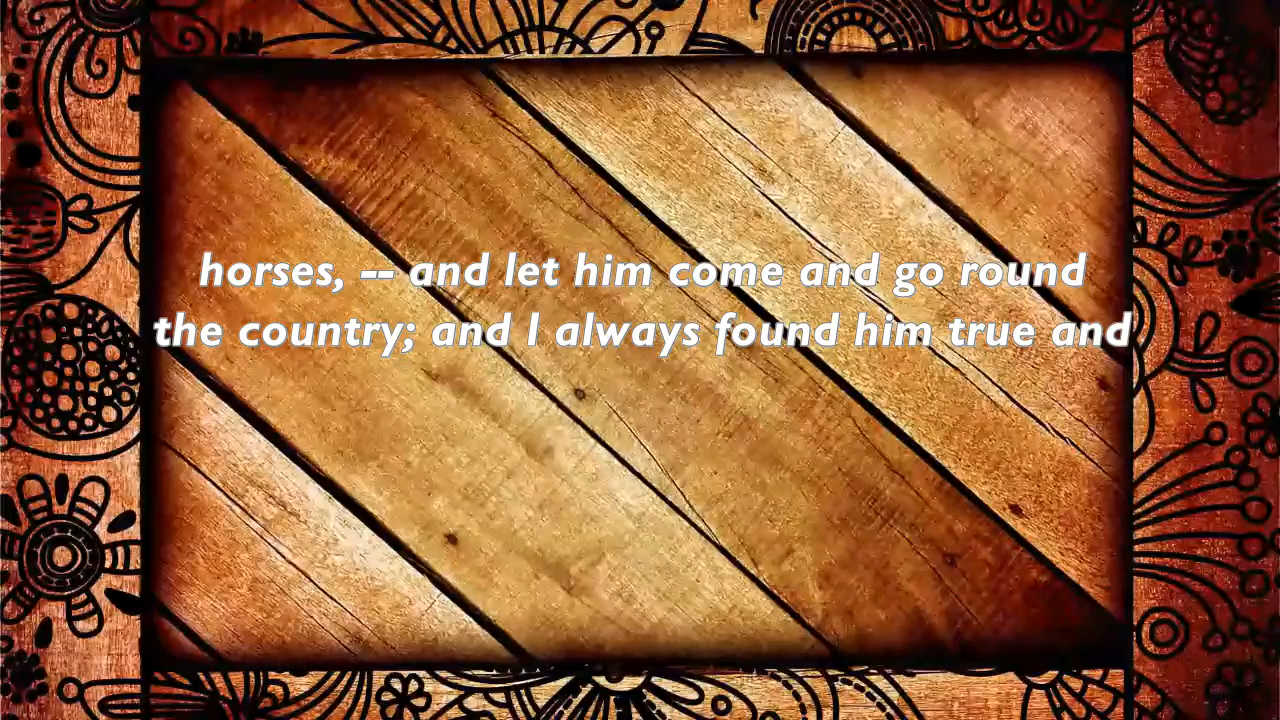 horses, -- and let him come and go round
the country; and I always found him true and